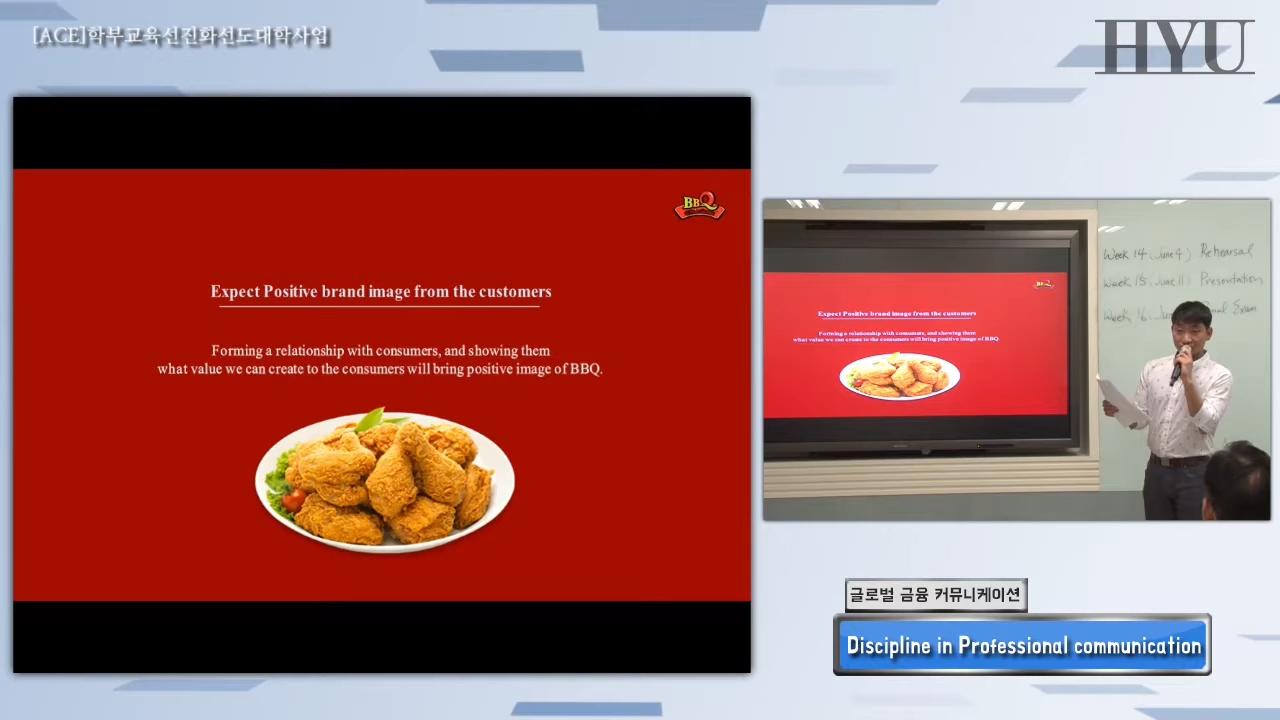 [ACE]학부교육선진화선도대학사업
HYU
BBQ
Expect Positive brand image from the customers
Forming a relationship with consumers, and showing them
what value we can create to the consumers will bring positive image of BBQ.
BBQ
Expect Positive brand image from the customers
Forming a relationship with consumers, and showing them
what value we can create to the consumers will bring positive image of BBQ.
Week 14 (June 4) Rehearsal
Week 15 (June 11) Presentation
Week 16 Exam
글로벌 금융 커뮤니케이션
Discipline in Professional communication